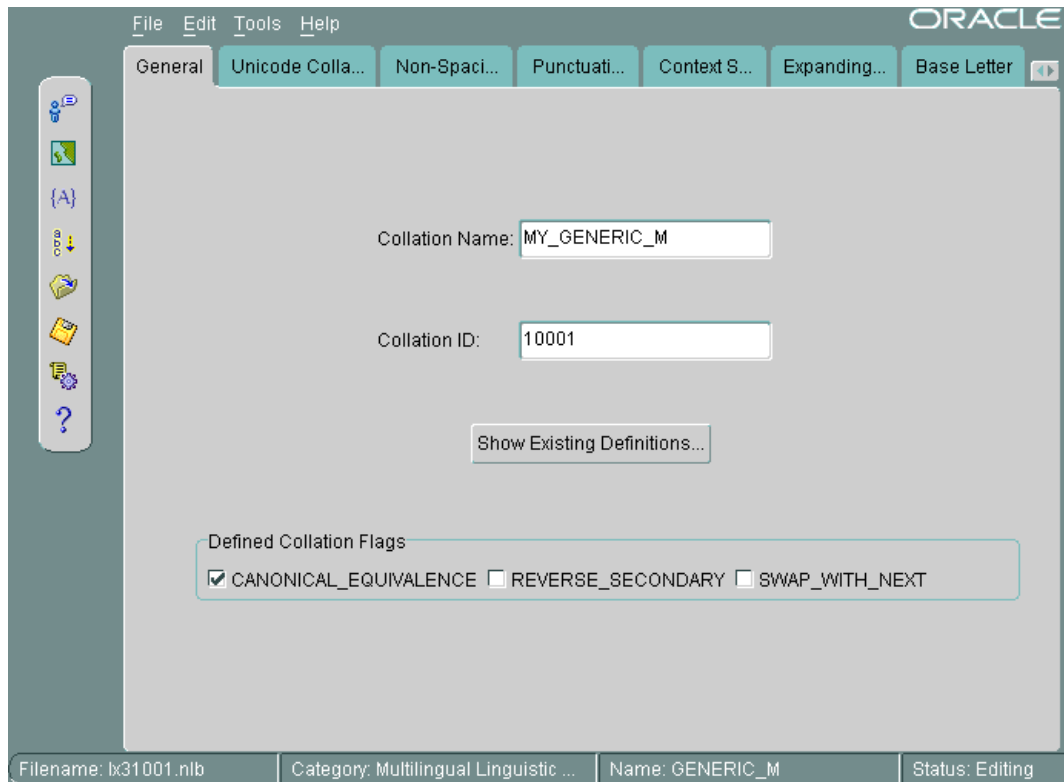 File Edit Tools Help
ORACLE
General Unicode Colla... Non-Spaci... Punctuati... Context S... Expanding... Base Letter
{A}
a b c
Collation Name: MY_GENERIC_M
Collation ID: 10001
?
Show Existing Definitions...
Defined Collation Flags
CANONICAL_EQUIVALENCE REVERSE_SECONDARY SWAP_WITH_NEXT
Filename: lx31001.nlb Category: Multilingual Linguistic ... Name: GENERIC_M Status: Editing